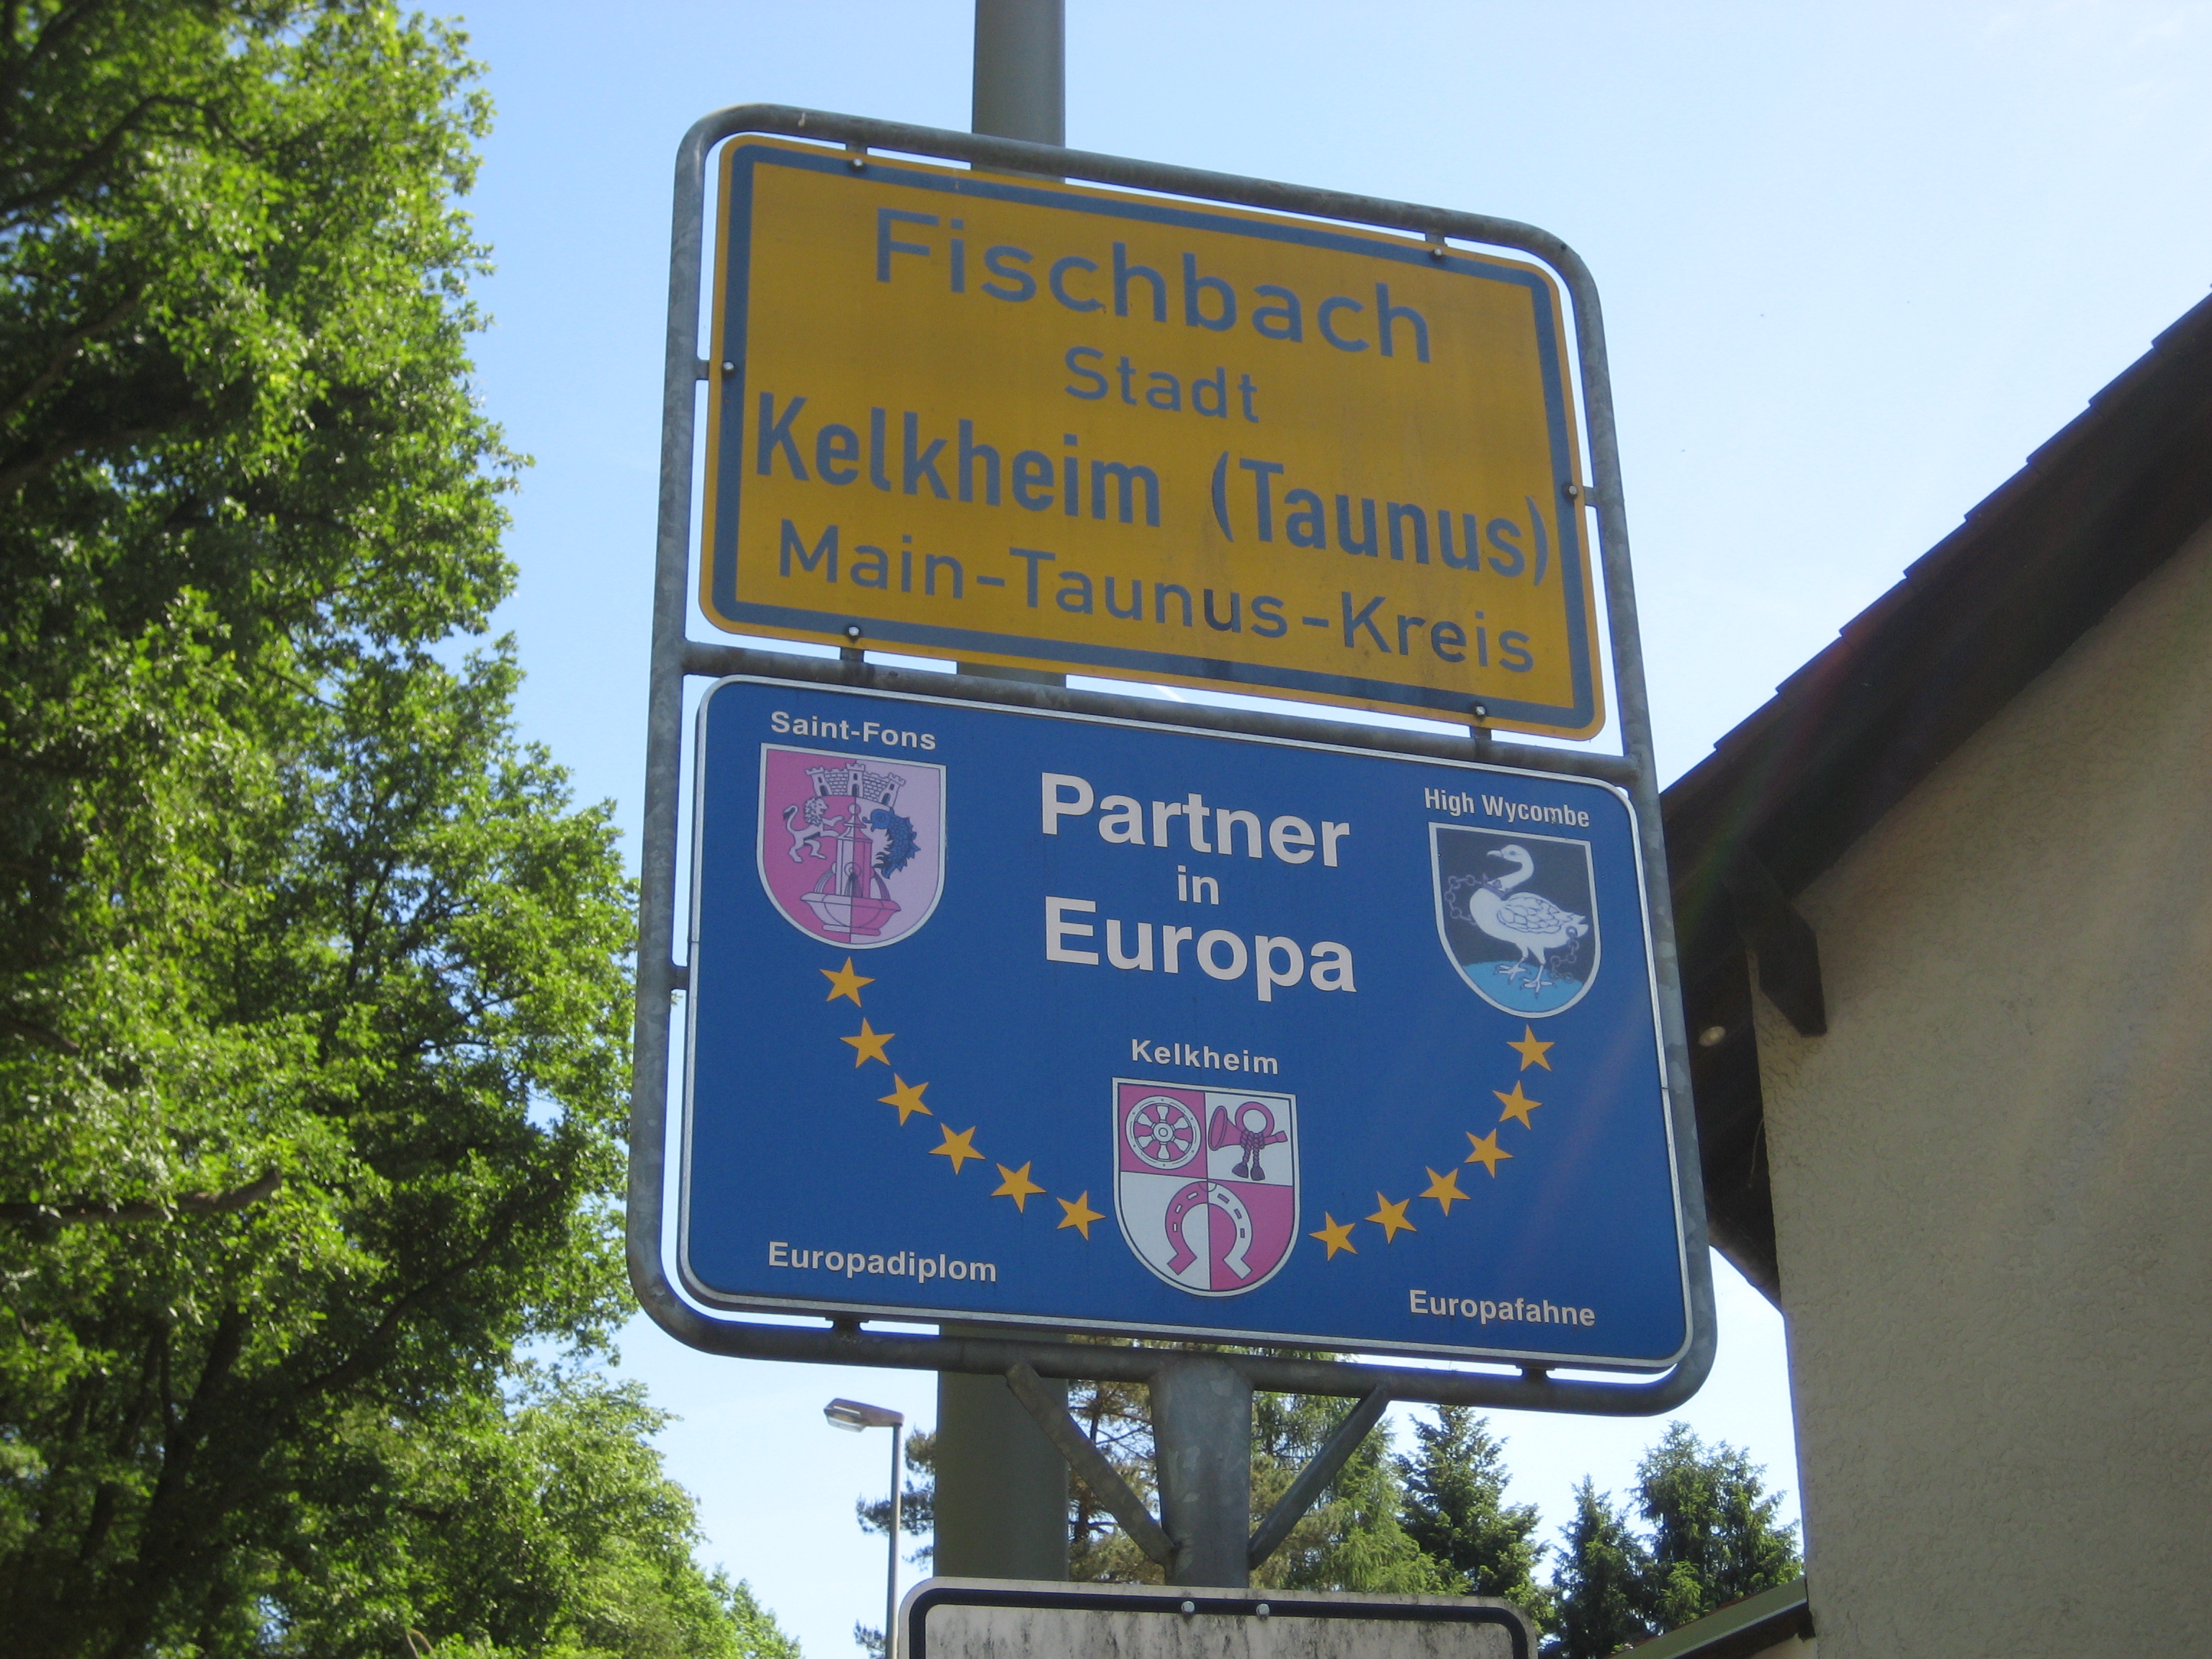 Fischbach
Stadt
Kelkheim (Taunus)
Main-Taunus-Kreis
Saint-Fons
High Wycombe
Partner
in
Europa
Kelkheim
Europadiplom
Europafahne